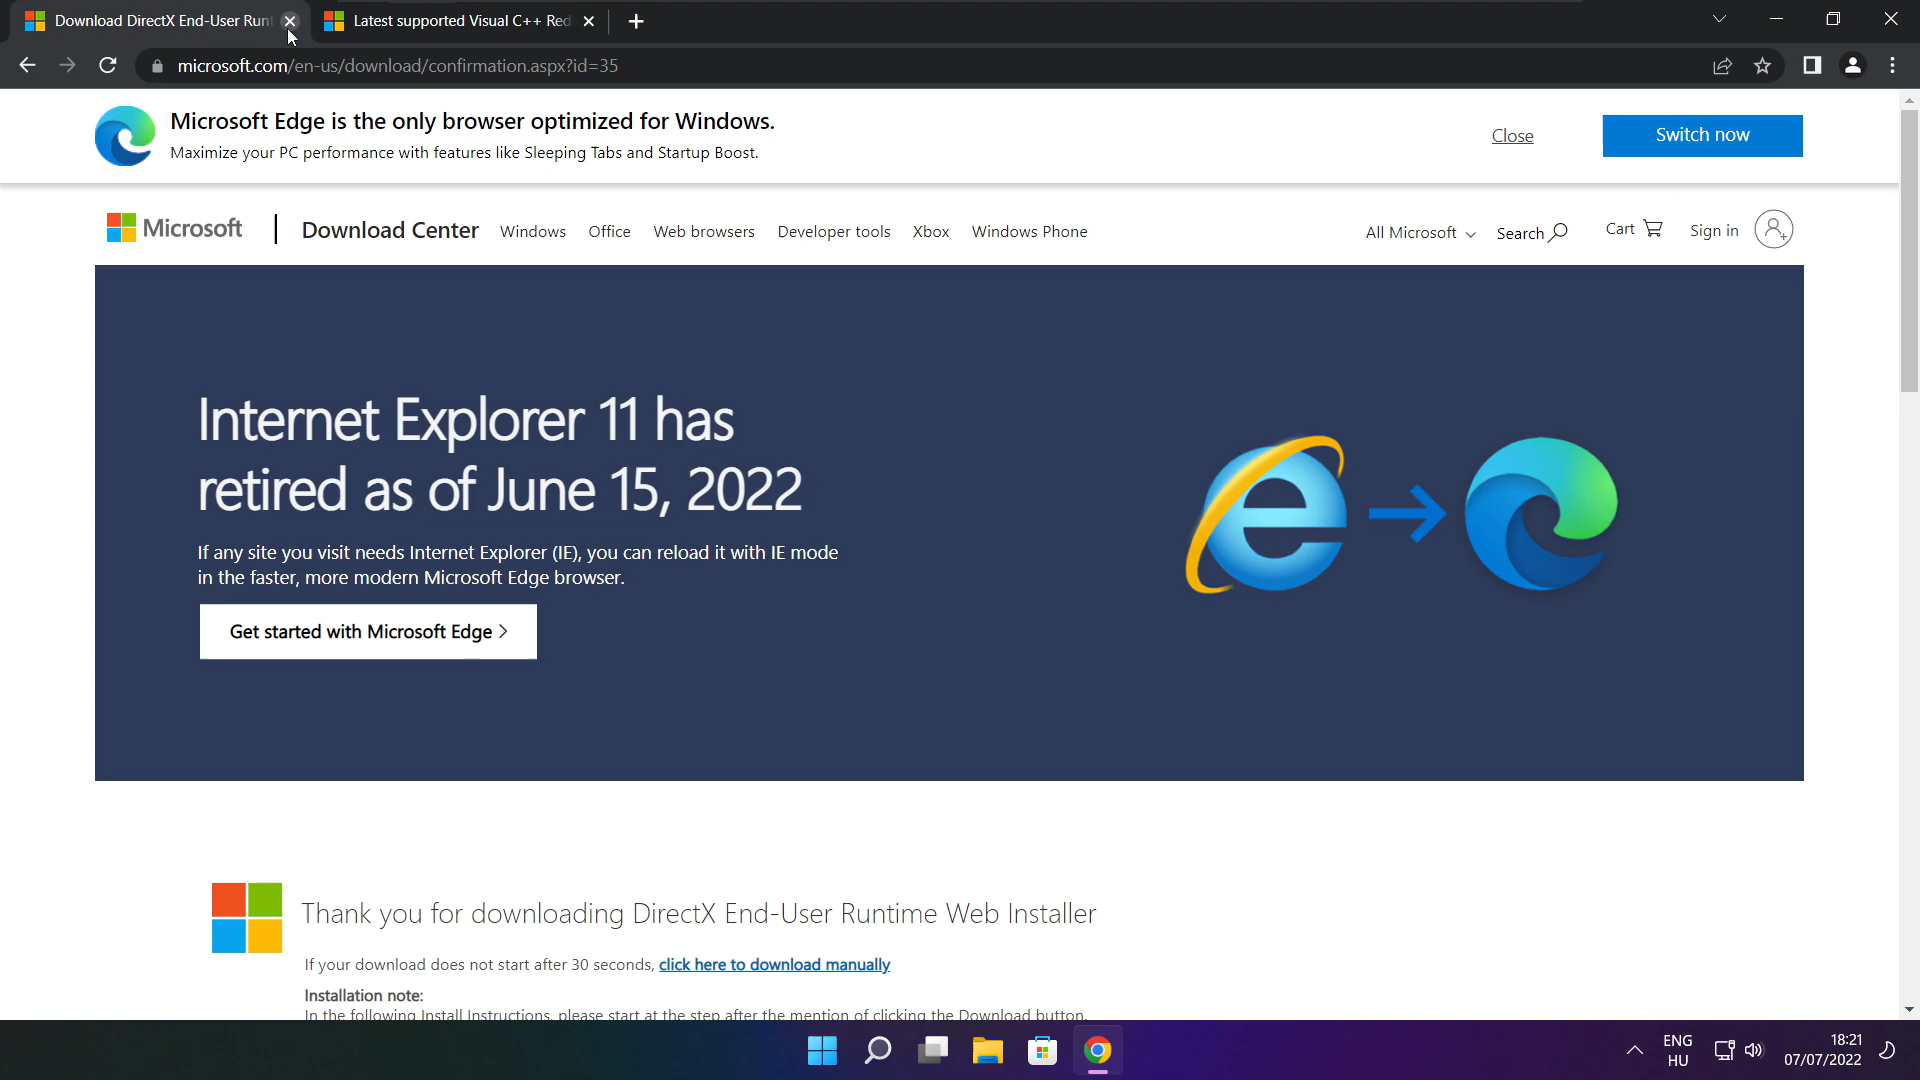 Download DirectX End-User Runt
Latest supported Visual C++ Red
microsoft.com/en-us/download/confirmation.aspx?id=35
Microsoft Edge is the only browser optimized for Windows.
Maximize your PC performance with features like Sleeping Tabs and Startup Boost.
Close
Switch now
Microsoft
Download Center
Windows
Office
Web browsers
Developer tools
Xbox
Windows Phone
All Microsoft
Search
Cart
Sign in
Internet Explorer 11 has
retired as of June 15, 2022
If any site you visit needs Internet Explorer (IE), you can reload it with IE mode
in the faster, more modern Microsoft Edge browser.
Get started with Microsoft Edge >
Thank you for downloading DirectX End-User Runtime Web Installer
If your download does not start after 30 seconds, click here to download manually
Installation note:
In the following Install Instructions, please start at the step after the mention of clicking the Download button.
ENG
HU
18:21
07/07/2022